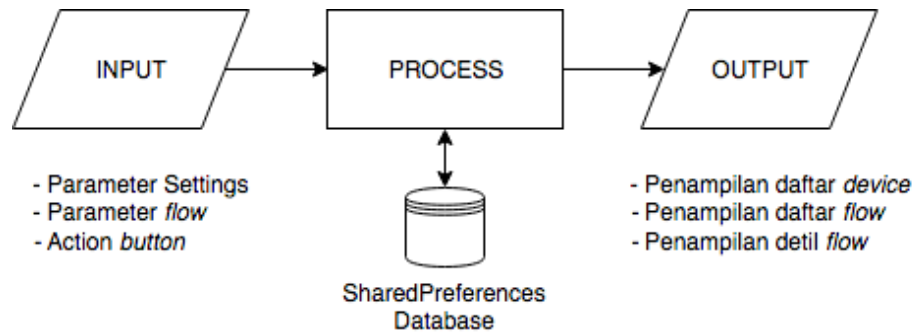 INPUT
PROCESS
OUTPUT
- Parameter Settings
- Parameter flow
- Action button
SharedPreferences
Database
- Penampilan daftar device
- Penampilan daftar flow
- Penampilan detil flow